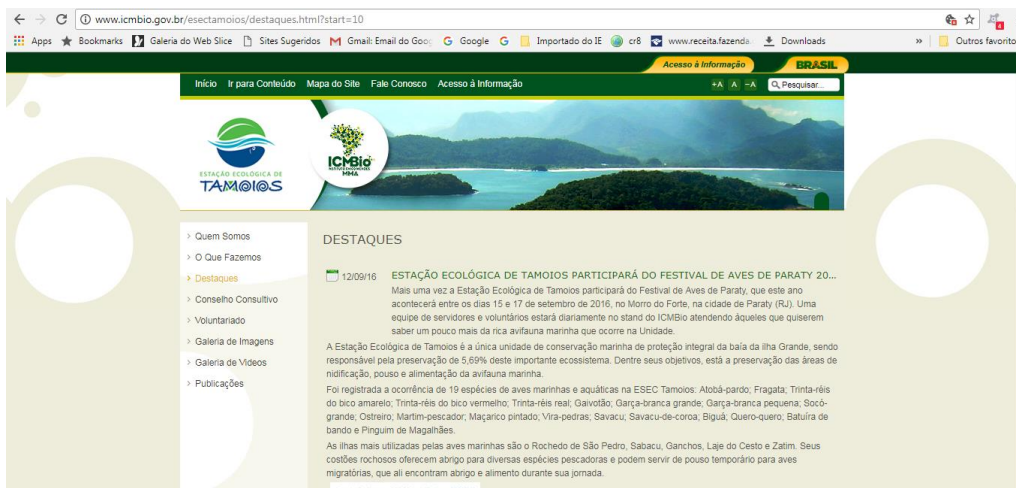 www.icmbio.gov.br/esectamoios/destaques.html?start=10
Apps Bookmarks Galeria do Web Slice Sites Sugeridos Gmail: Email do Goo Google Importado do IE cr8 www.receita.fazenda Downloads » Outros favorito
Acesso à Informação BRASIL
Início Ir para Conteúdo Mapa do Site Fale Conosco Acesso à Informação +A A -A Pesquisar...
ESTAÇÃO ECOLÓGICA DE
TAMOIOS
ICMBio
MMA
Quem Somos
O Que Fazemos
Destaques
Conselho Consultivo
Voluntariado
Galeria de Imagens
Galeria de Videos
Publicações
DESTAQUES
12/09/16 ESTAÇÃO ECOLÓGICA DE TAMOIOS PARTICIPARÁ DO FESTIVAL DE AVES DE PARATY 20...
Mais uma vez a Estação Ecológica de Tamoios participará do Festival de Aves de Paraty, que este ano
acontecerá entre os dias 15 e 17 de setembro de 2016, no Morro do Forte, na cidade de Paraty (RJ). Uma
equipe de servidores e voluntários estará diariamente no stand do ICMBio atendendo àqueles que quiserem
saber um pouco mais da rica avifauna marinha que ocorre na Unidade.
A Estação Ecológica de Tamoios é a única unidade de conservação marinha de proteção integral da baía da ilha Grande, sendo
responsável pela preservação de 5,69% deste importante ecossistema. Dentre seus objetivos, está a preservação das áreas de
nidificação, pouso e alimentação da avifauna marinha.
Foi registrada a ocorrência de 19 espécies de aves marinhas e aquáticas na ESEC Tamoios: Atobá-pardo; Fragata; Trinta-réis
do bico amarelo; Trinta-réis do bico vermelho; Trinta-réis real; Gaivotão; Garça-branca grande; Garça-branca pequena; Socó-
grande; Ostreiro; Martim-pescador; Maçarico pintado; Vira-pedras; Savacu; Savacu-de-coroa; Biguá; Quero-quero; Batuíra de
bando e Pinguim de Magalhães.
As ilhas mais utilizadas pelas aves marinhas são o Rochedo de São Pedro, Sabacu, Ganchos, Laje do Cesto e Zatim. Seus
costões rochosos oferecem abrigo para diversas espécies pescadoras e podem servir de pouso temporário para aves
migratórias, que ali encontram abrigo e alimento durante sua jornada.